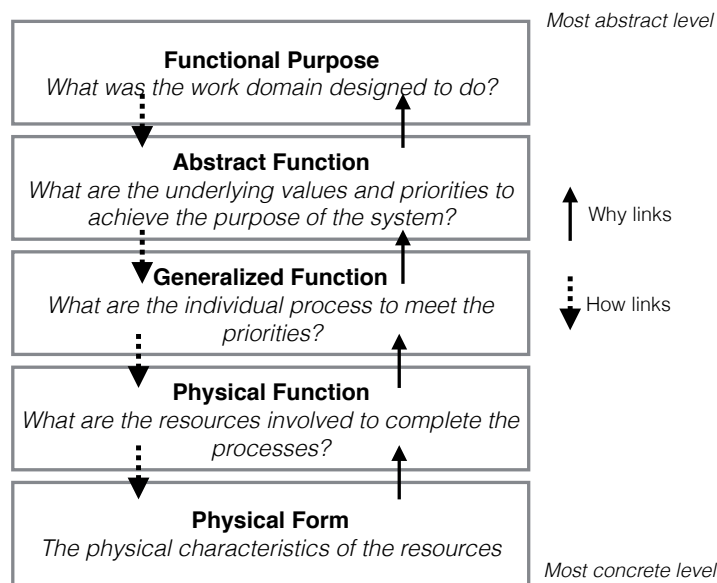 Most abstract level
Functional Purpose
What was the work domain designed to do?
Abstract Function
What are the underlying values and priorities to
achieve the purpose of the system?
Why links
Generalized Function
What are the individual process to meet the
priorities?
How links
Physical Function
What are the resources involved to complete the
processes?
Physical Form
The physical characteristics of the resources
Most concrete level